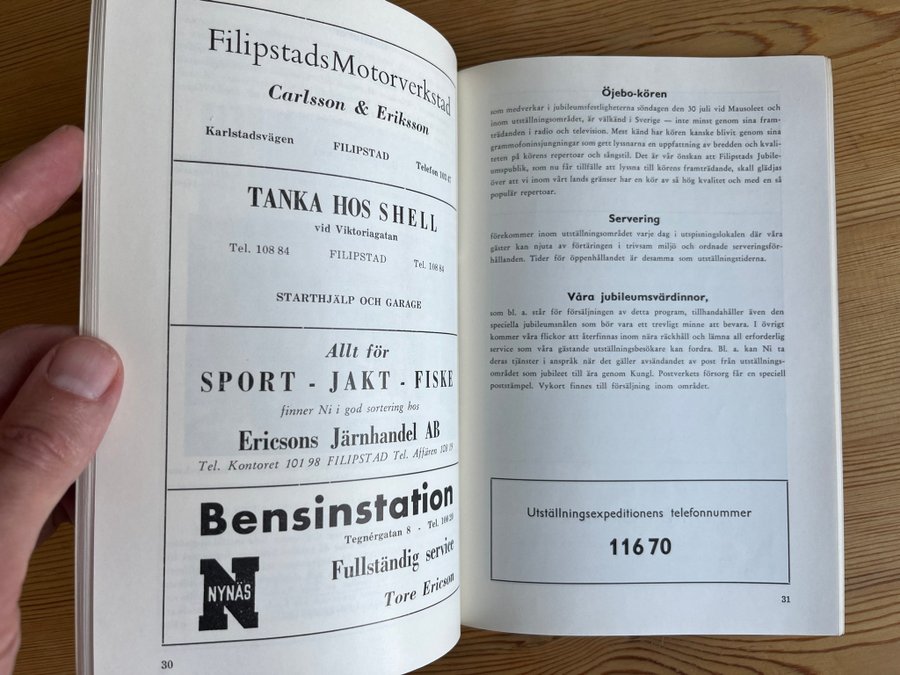 FilipstadsMotorverkstad
Carlsson & Eriksson
Karlstadsvägen FILIPSTAD Telefon
TANKA HOS SHELL
vid Viktoriagatan
Tel. 108 84 FILIPSTAD Tel. 108 84
STARTHJÄLP OCH GARAGE
Allt för
SPORT - JAKT - FISKE
finner Ni i god sortering hos
Ericsons Järnhandel AB
Tel. Kontoret 101 98 FILIPSTAD Tel. Affären
Bensinstation
Tegnérgatan 8 - Tel.
Fullständig service
NYNÄS
Tore Ericson
30
Öjebo-kören
som medverkar i jubileumsfestligheterna söndagen den 30 juli vid Mausoleet och
inom utställningsområdet, är välkänd i Sverige — inte minst genom sina fram-
trädanden i radio och television. Mest känd har kören kanske blivit genom sina
grammofoninsjungningar som gett lyssnarna en uppfattning av bredden och kvali-
teten på körens repertoar och sångstil. Det är vår önskan att Filipstads Jubile-
umspublik, som nu får tillfälle att lyssna till körens framträdande, skall glädjas
över att vi inom vårt lands gränser har en kör av så hög kvalitet och med en så
populär repertoar.
Servering
förekommer inom utställningsområdet varje dag i utspisningslokalen där våra
gäster kan njuta av förtäringen i trivsam miljö och ordnade serveringsför-
hållanden. Tider för öppenhållandet är desamma som utställningstiderna.
Våra jubileumsvärdinnor,
som bl. a. står för försäljningen av detta program, tillhandahåller även den
speciella jubileumsnålen som bör vara ett trevligt minne att bevara. I övrigt
kommer våra flickor att återfinnas inom nära räckhåll och lämna all erforderlig
service som våra gästande utställningsbesökare kan fordra. Bl. a. kan Ni ta
deras tjänster i anspråk när det gäller avsändandet av post från utställnings-
området som jubileet till ära genom Kungl. Postverkets försorg får en speciell
poststämpel. Vykort finnes till försäljning inom området.
Utställningsexpeditionens telefonnummer
116 70
31